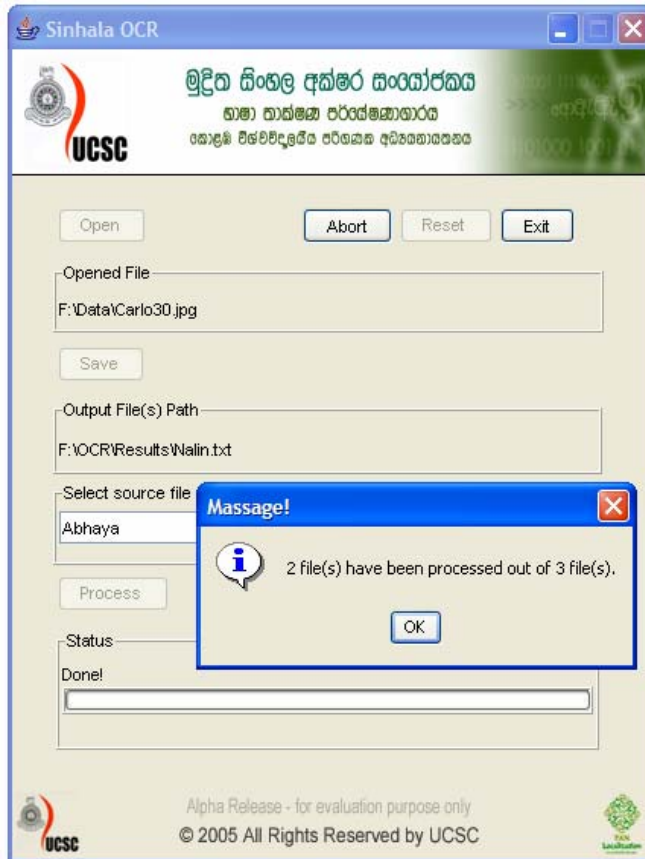 Sinhala OCR
UCSC
මුද්‍රිත සිංහල අක්ෂර සංයෝජකය
භාෂා තාක්ෂණ පර්යේෂණාගාරය
කොළඹ විශ්වවිද්‍යාලයීය පරිගණක අධ්‍යයනායතනය
Open
Abort
Reset
Exit
Opened File
F:\Data\Carlo30.jpg
Save
Output File(s) Path
F:\OCR\Results\Nalin.txt
Select source file
Abhaya
Massage!
2 file(s) have been processed out of 3 file(s).
OK
Process
Status
Done!
Alpha Release - for evaluation purpose only
© 2005 All Rights Reserved by UCSC
UCSC
PAN
Localization